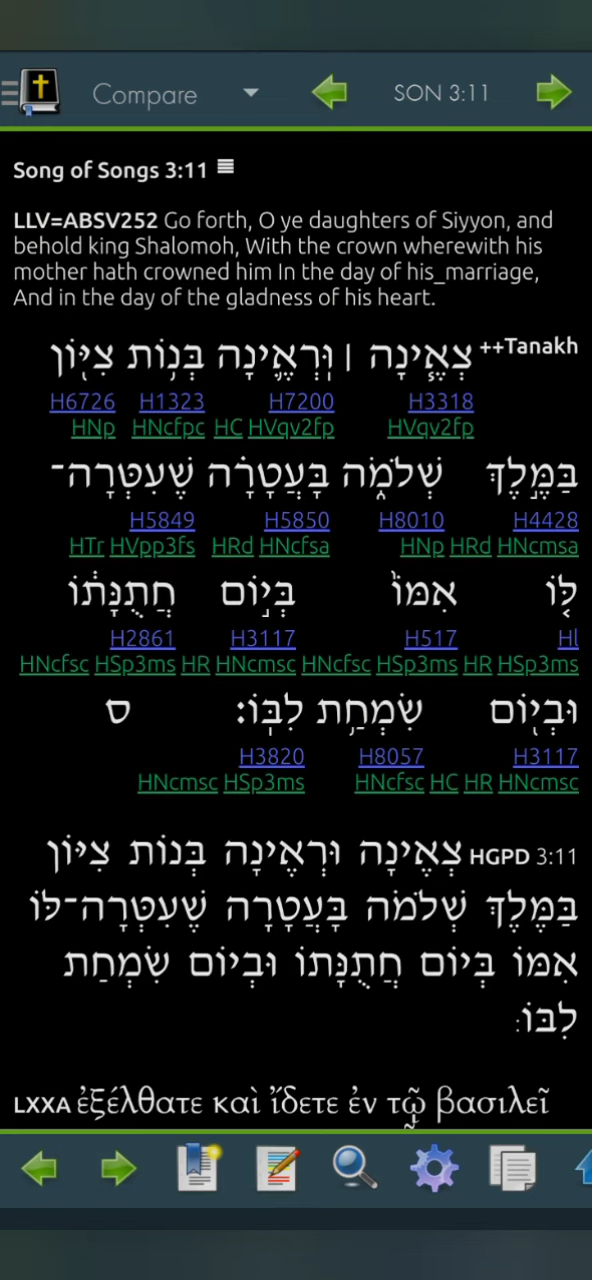 Compare
SON 3:11
Song of Songs 3:11
LLV=ABSV252 Go forth, O ye daughters of Siyyon, and
behold king Shalomoh, With the crown wherewith his
mother hath crowned him In the day of his_marriage,
And in the day of the gladness of his heart.
++Tanakh צְאֶ֧ינָה ׀ וּֽרְאֶ֛ינָה בְּנ֥וֹת צִיּ֖וֹן
H6726 H1323 H7200 H3318
HNp HNcfpc HC HVqv2fp HVqv2fp
בַּמֶּ֣לֶךְ שְׁלֹמֹ֑ה בָּעֲטָרָ֗ה שֶׁעִטְּרָה־
H5849 H5850 H8010 H4428
HTr HVpp3fs HRd HNcfsa HNp HRd HNcmsa
לּ֤וֹ אִמּוֹ֙ בְּי֣וֹם חֲתֻנָּת֔וֹ
H2861 H3117 H517 Hl
HNcfsc HSp3ms HR HNcmsc HNcfsc HSp3ms HR HSp3ms
וּבְי֖וֹם שִׂמְחַ֥ת לִבּֽוֹ׃ ס
H3820 H8057 H3117
HNcmsc HSp3ms HNcfsc HC HR HNcmsc
HGPD 3:11 צְאֶינָה וּרְאֶינָה בְּנוֹת צִיּוֹן
בַּמֶּלֶךְ שְׁלֹמֹה בָּעֲטָרָה שֶׁעִטְּרָה־לּוֹ
אִמּוֹ בְּיוֹם חֲתֻנָּתוֹ וּבְיוֹם שִׂמְחַת
לִבּוֹ׃
LXXA ἐξέλθατε καὶ ἴδετε ἐν τῷ βασιλεῖ